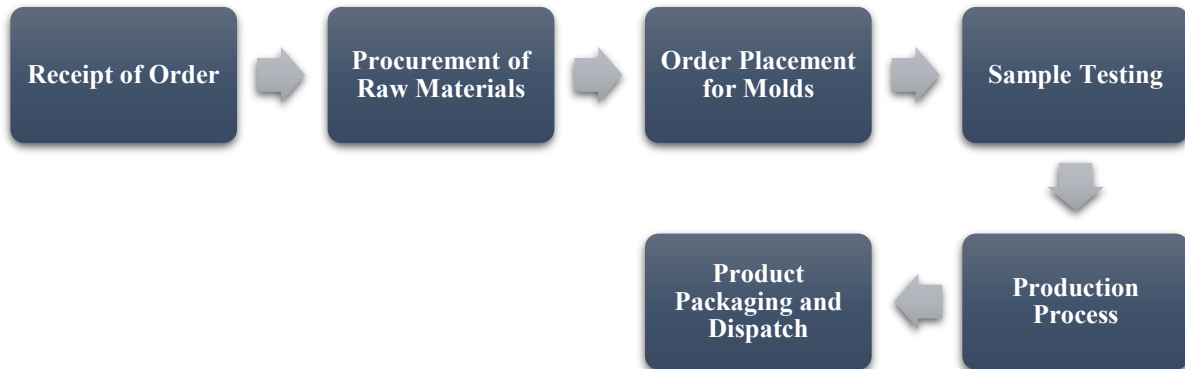 Receipt of Order
Procurement of
Raw Materials
Order Placement
for Molds
Sample Testing
Production
Process
Product
Packaging and
Dispatch